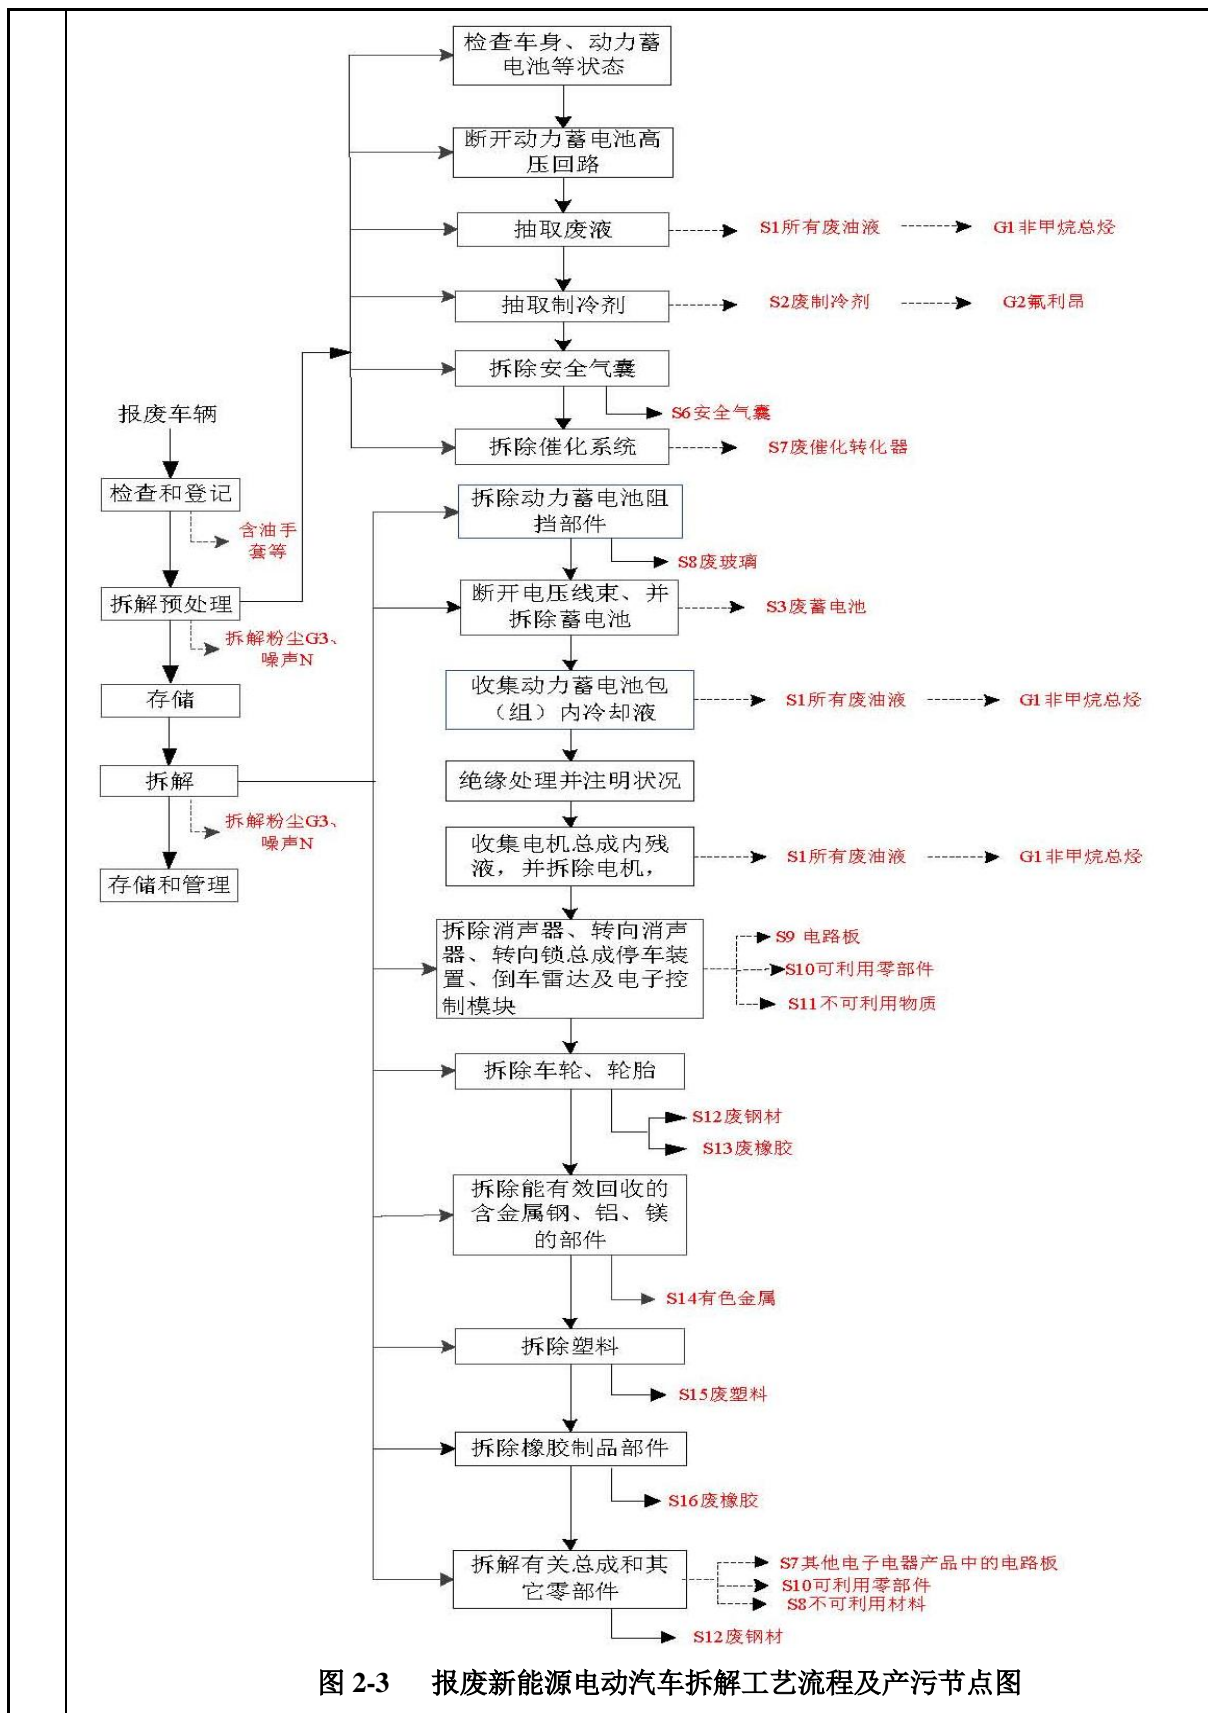 检查车身、动力蓄
电池等状态
断开动力蓄电池高
压回路
抽取废液
S1所有废油液
G1非甲烷总烃
抽取制冷剂
S2废制冷剂
G2氟利昂
拆除安全气囊
S6安全气囊
拆除催化系统
S7废催化转化器
报废车辆
检查和登记
含油手
套等
拆解预处理
拆解粉尘G3、
噪声N
存储
拆解
拆解粉尘G3、
噪声N
存储和管理
拆除动力蓄电池阻
挡部件
S8废玻璃
断开电压线束、并
拆除蓄电池
S3废蓄电池
收集动力蓄电池包
（组）内冷却液
S1所有废油液
G1非甲烷总烃
绝缘处理并注明状况
收集电机总成内残
液，并拆除电机，
S1所有废油液
G1非甲烷总烃
拆除消声器、转向消声
器、转向锁总成停车装
置、倒车雷达及电子控
制模块
S9 电路板
S10可利用零部件
S11不可利用物质
拆除车轮、轮胎
S12废钢材
S13废橡胶
拆除能有效回收的
含金属钢、铝、镁
的部件
S14有色金属
拆除塑料
S15废塑料
拆除橡胶制品部件
S16废橡胶
拆解有关总成和其
它零部件
S7其他电子电器产品中的电路板
S10可利用零部件
S8不可利用材料
S12废钢材
图 2-3 报废新能源电动汽车拆解工艺流程及产污节点图